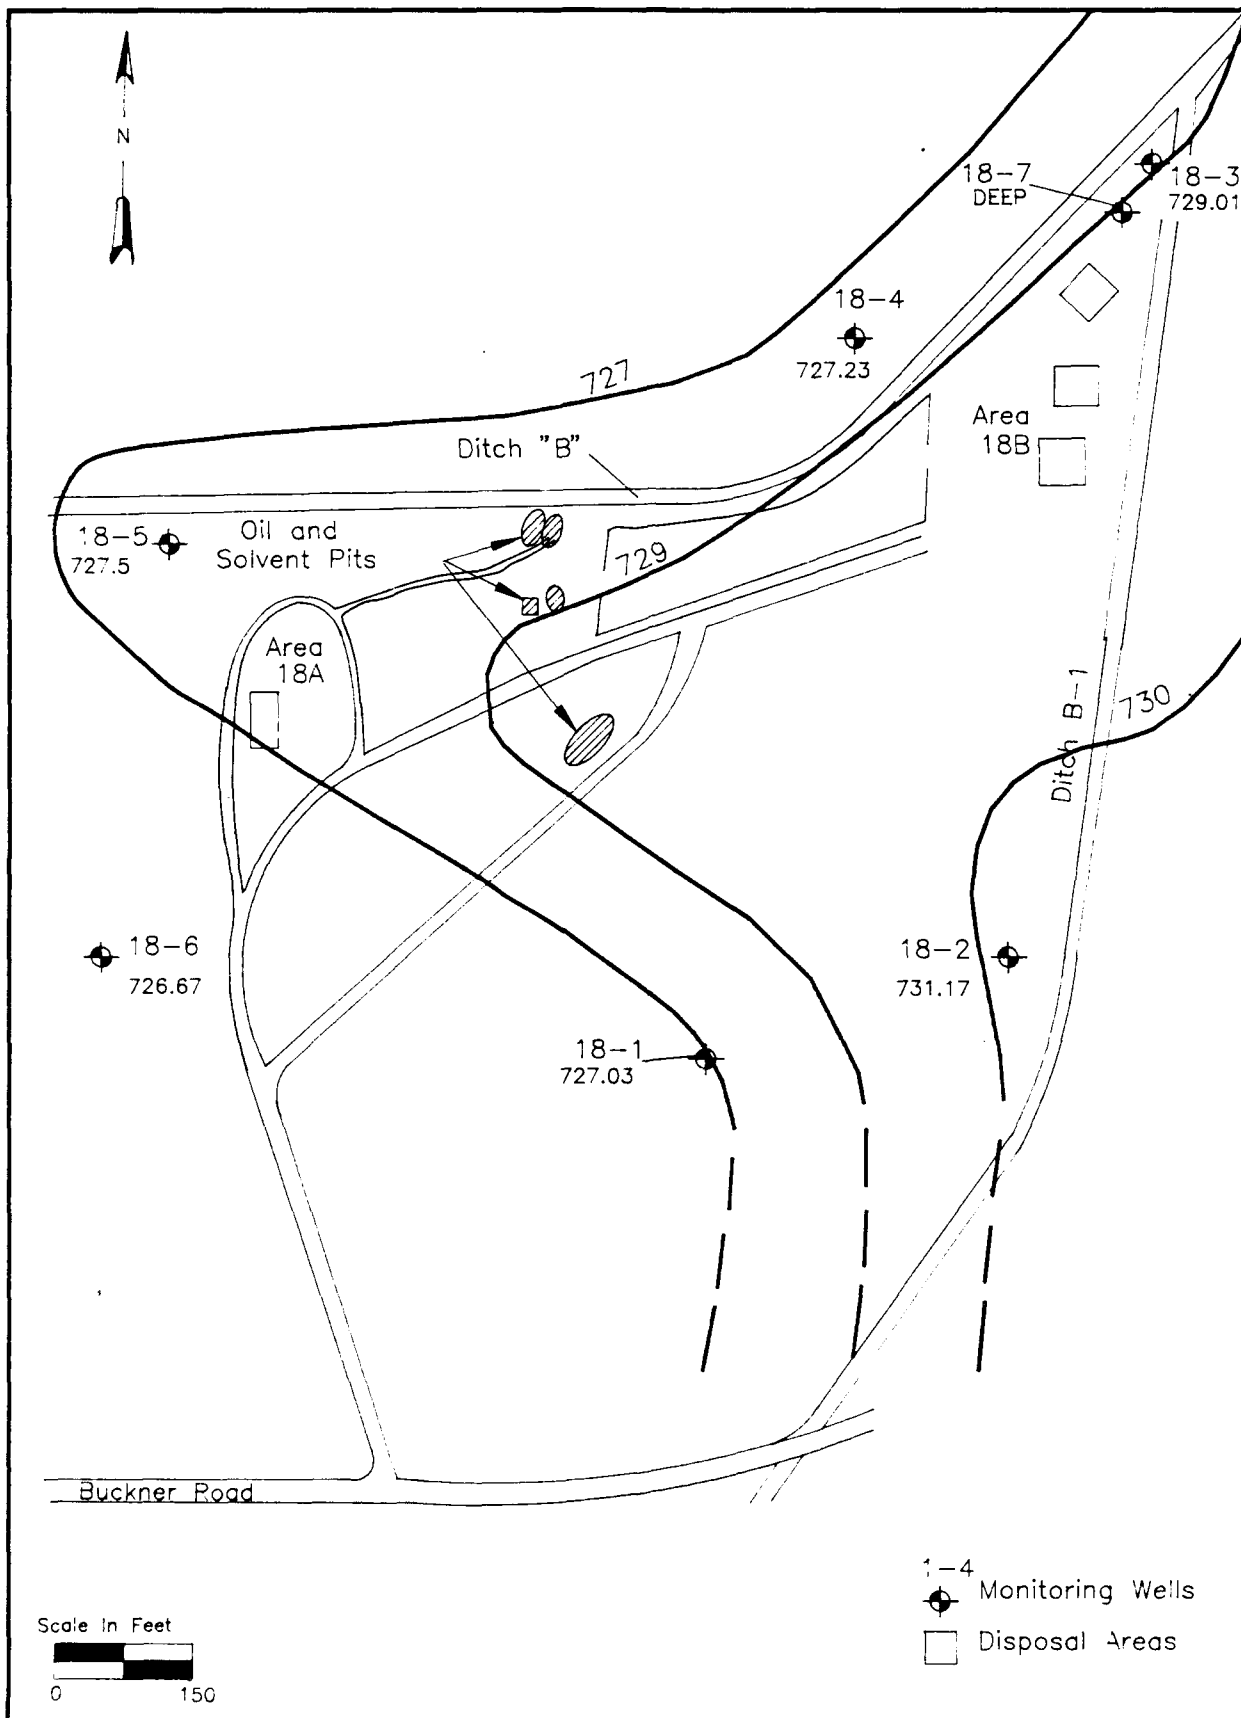 N
18-7
DEEP
18-3
729.01
18-4
727.23
727
Area
18B
Ditch "B"
18-5
727.5
Oil and
Solvent Pits
729
Area
18A
730
Ditch B-1
18-6
726.67
18-2
731.17
18-1
727.03
Buckner Road
1-4
Monitoring Wells
Disposal Areas
Scale In Feet
0 150